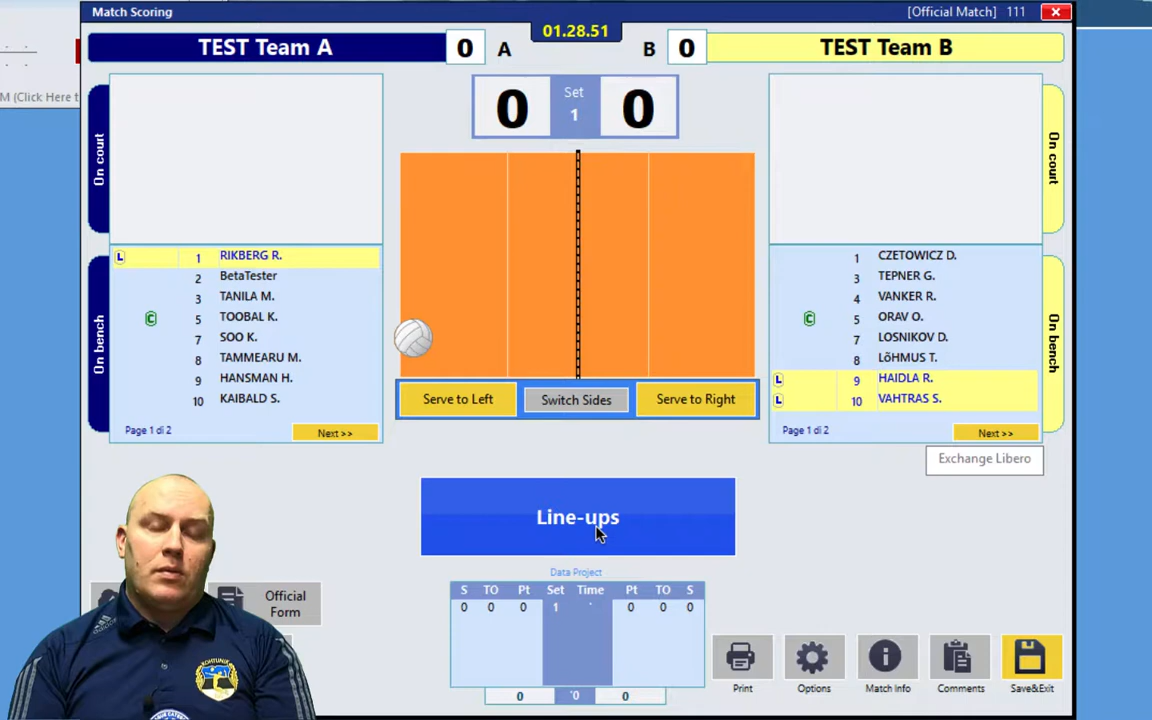 Match Scoring
[Official Match] 111
01.28.51
TEST Team A
0
A
B
0
TEST Team B
M (Click Here t
0
Set
1
0
On court
On court
L 1 RIKBERG R.
2 BetaTester
3 TANILA M.
C 5 TOOBAL K.
7 SOO K.
8 TAMMEARU M.
9 HANSMAN H.
10 KAIBALD S.
On bench
Page 1 di 2
Next >>
1 CZETOWICZ D.
3 TEPNER G.
4 VANKER R.
C 5 ORAV O.
7 LOSNIKOV D.
8 LõHMUS T.
L 9 HAIDLA R.
L 10 VAHTRAS S.
On bench
Page 1 di 2
Next >>
Serve to Left
Switch Sides
Serve to Right
Exchange Libero
Line-ups
Data Project
S TO Pt Set Time Pt TO S
0 0 0 1 ' 0 0 0
0 '0 0
Official
Form
Print
Options
Match Info
Comments
Save&Exit